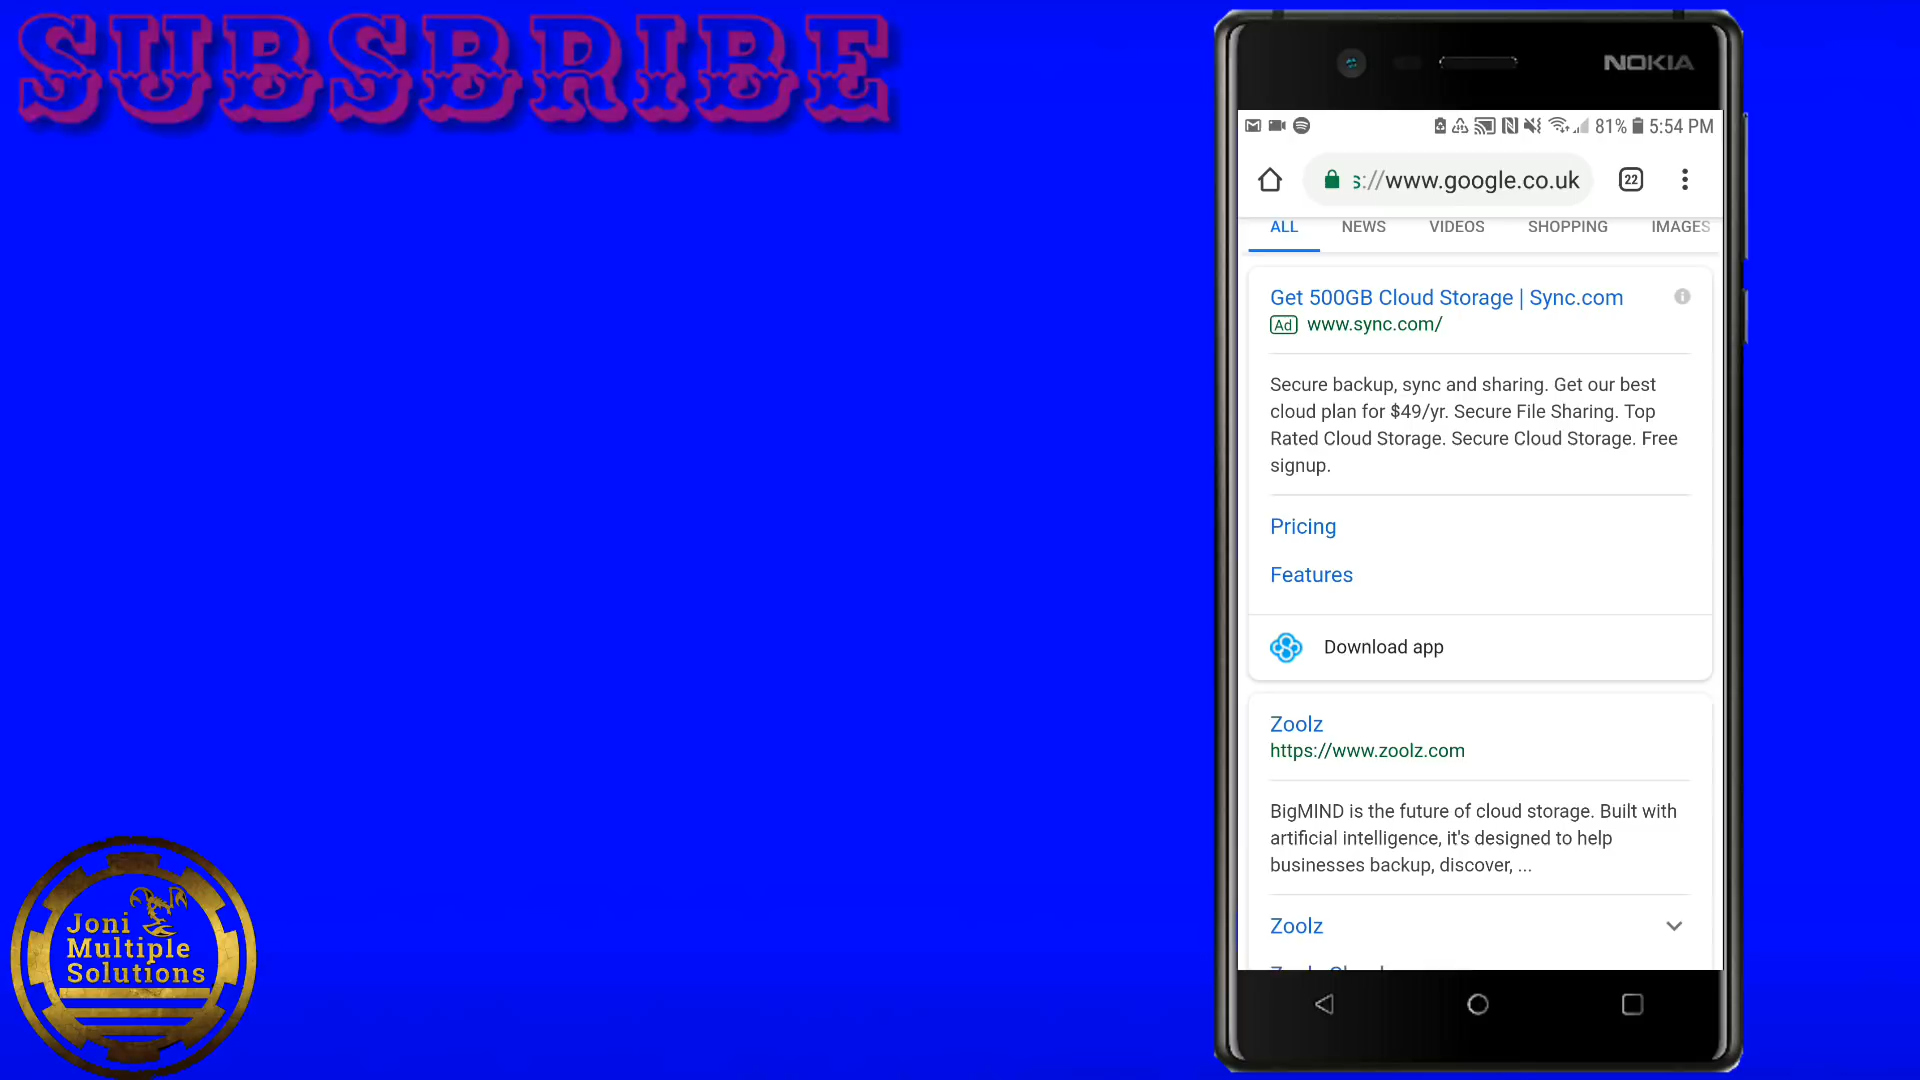 SUBSBRIBE
NOKIA
81% 5:54 PM
s://www.google.co.uk
22
ALL NEWS VIDEOS SHOPPING IMAGES
Get 500GB Cloud Storage | Sync.com
Ad www.sync.com/
Secure backup, sync and sharing. Get our best
cloud plan for $49/yr. Secure File Sharing. Top
Rated Cloud Storage. Secure Cloud Storage. Free
signup.
Pricing
Features
Download app
Zoolz
https://www.zoolz.com
BigMIND is the future of cloud storage. Built with
artificial intelligence, it's designed to help
businesses backup, discover, ...
Zoolz
Joni
Multiple
Solutions